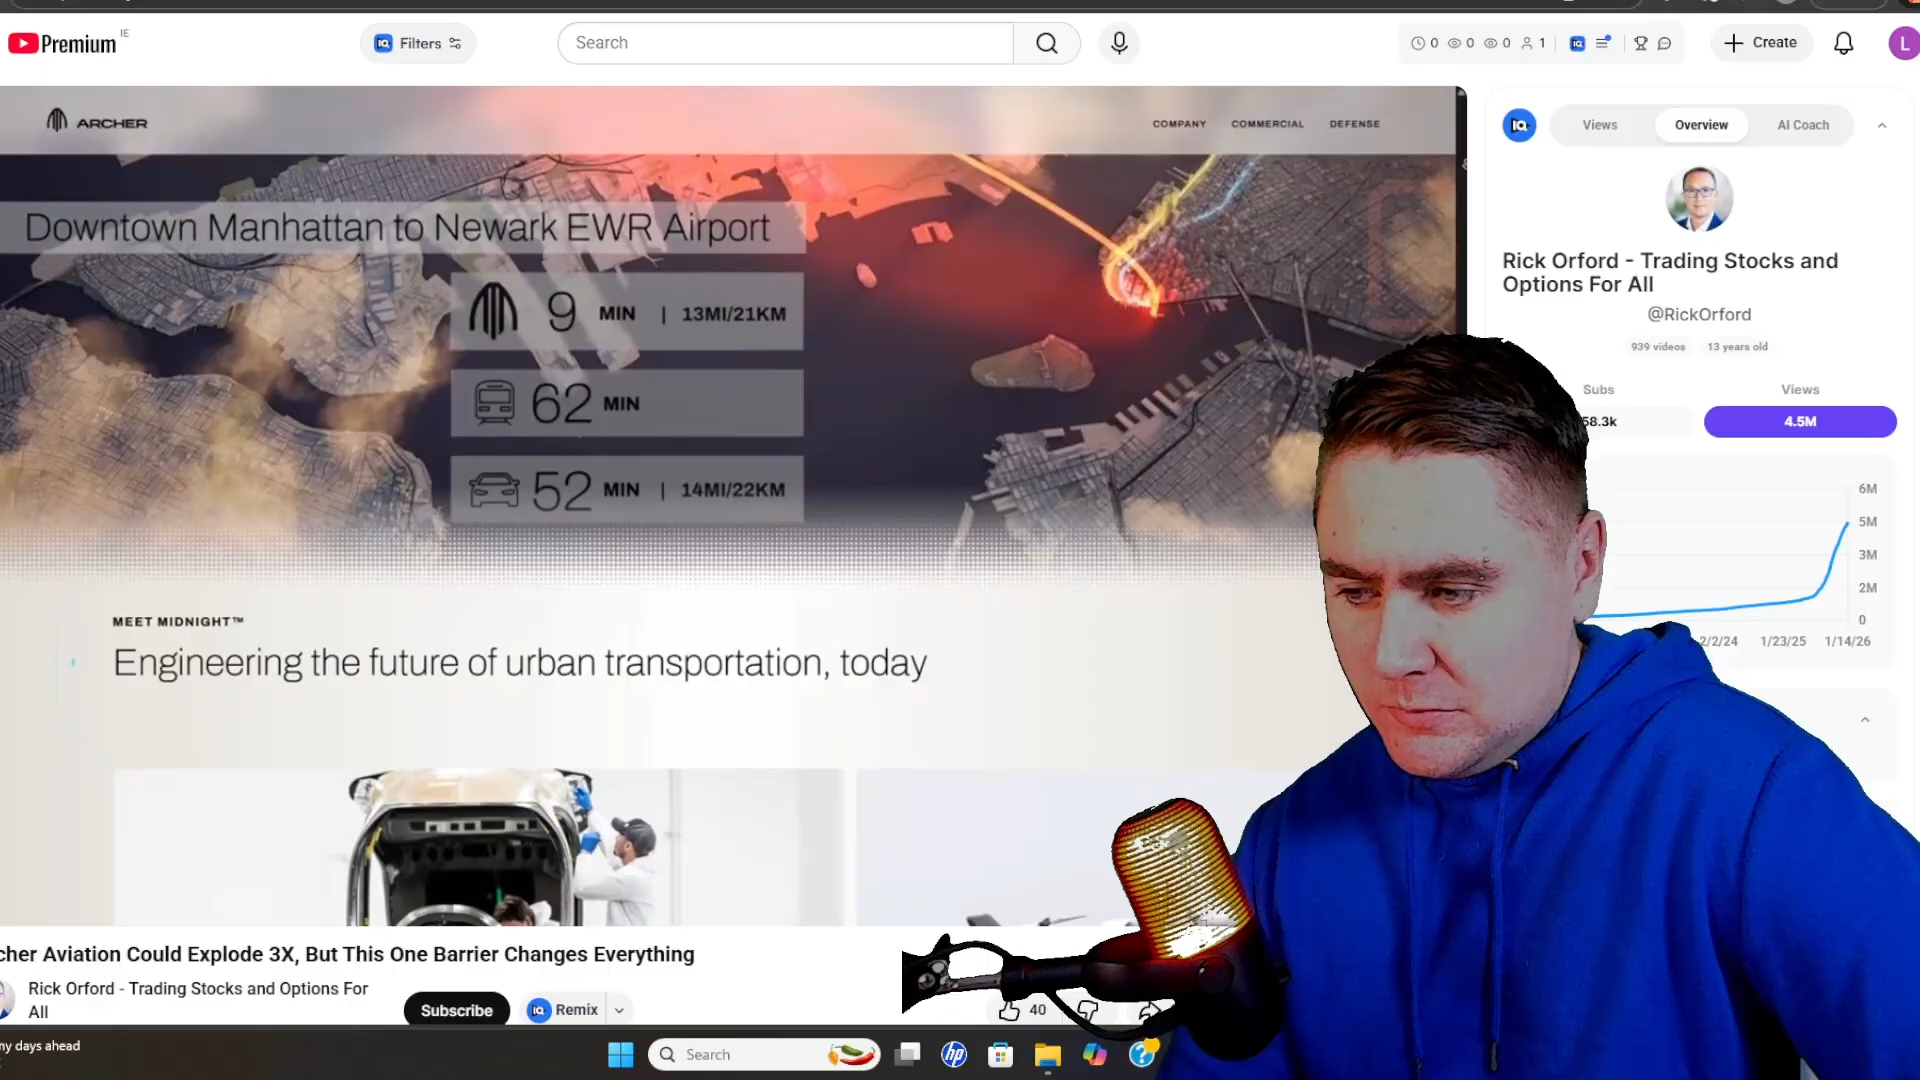 Premium IE
Filters
Search
0 0 0 1
Create
L
ARCHER
COMPANY COMMERCIAL DEFENSE
Downtown Manhattan to Newark EWR Airport
9 MIN | 13MI/21KM
62 MIN
52 MIN | 14MI/22KM
MEET MIDNIGHT™
Engineering the future of urban transportation, today
cher Aviation Could Explode 3X, But This One Barrier Changes Everything
Rick Orford - Trading Stocks and Options For
All
Subscribe
Remix
40
Views Overview AI Coach
Rick Orford - Trading Stocks and
Options For All
@RickOrford
939 videos 13 years old
Subs Views
58.3k 4.5M
6M
5M
3M
2M
0
2/2/24 1/23/25 1/14/26
ny days ahead
Search
hp